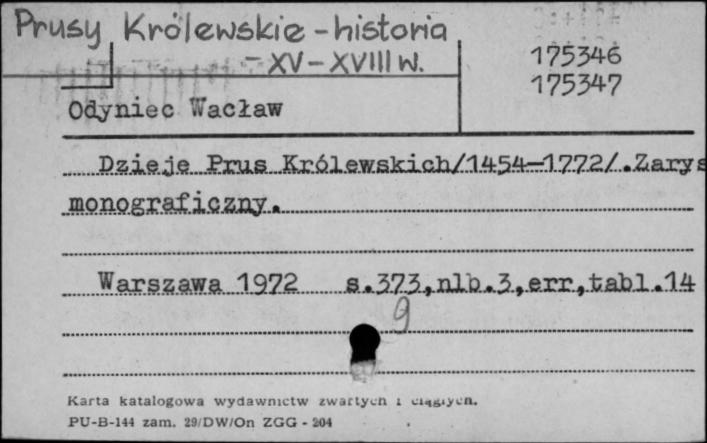 Prusy Królewskie - historia
- XV - XVIII w.
175346
175347
Odyniec Wacław
Dzieje Prus Królewskich/1454-1772/.Zarys
monograficzny.
Warszawa 1972 s.373,nlb.3,err,tabl.14
9
Karta katalogowa wydawnictw zwartych i ciągłych.
PU-B-144 zam. 29/DW/On ZGG - 204